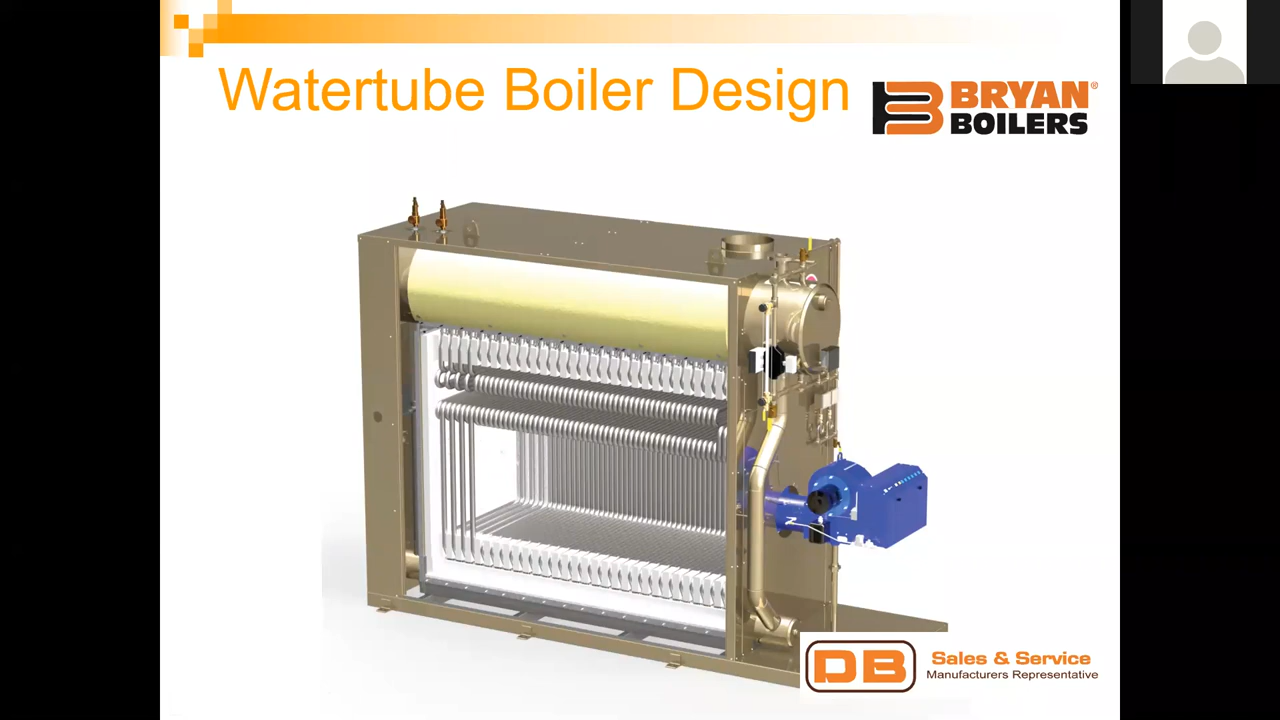 Watertube Boiler Design
BRYAN®
BOILERS
DB
Sales & Service
Manufacturers Representative